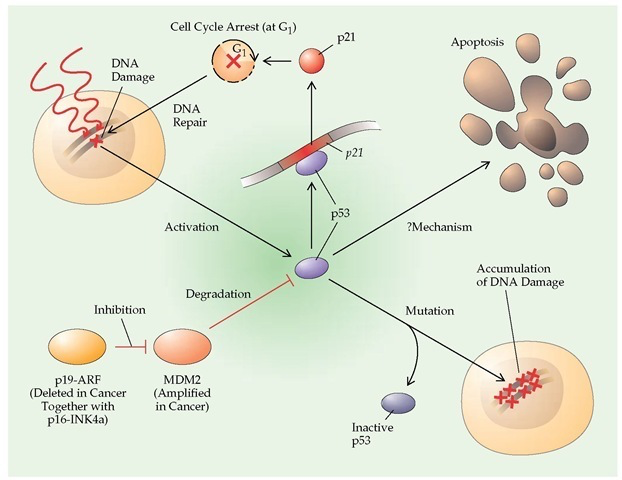 Cell Cycle Arrest (at G1)
G1
p21
Apoptosis
DNA
Damage
DNA
Repair
p21
p53
Activation
?Mechanism
Accumulation
of DNA Damage
Degradation
Inhibition
Mutation
p19-ARF
(Deleted in Cancer
Together with
p16-INK4a)
MDM2
(Amplified
in Cancer)
Inactive
p53